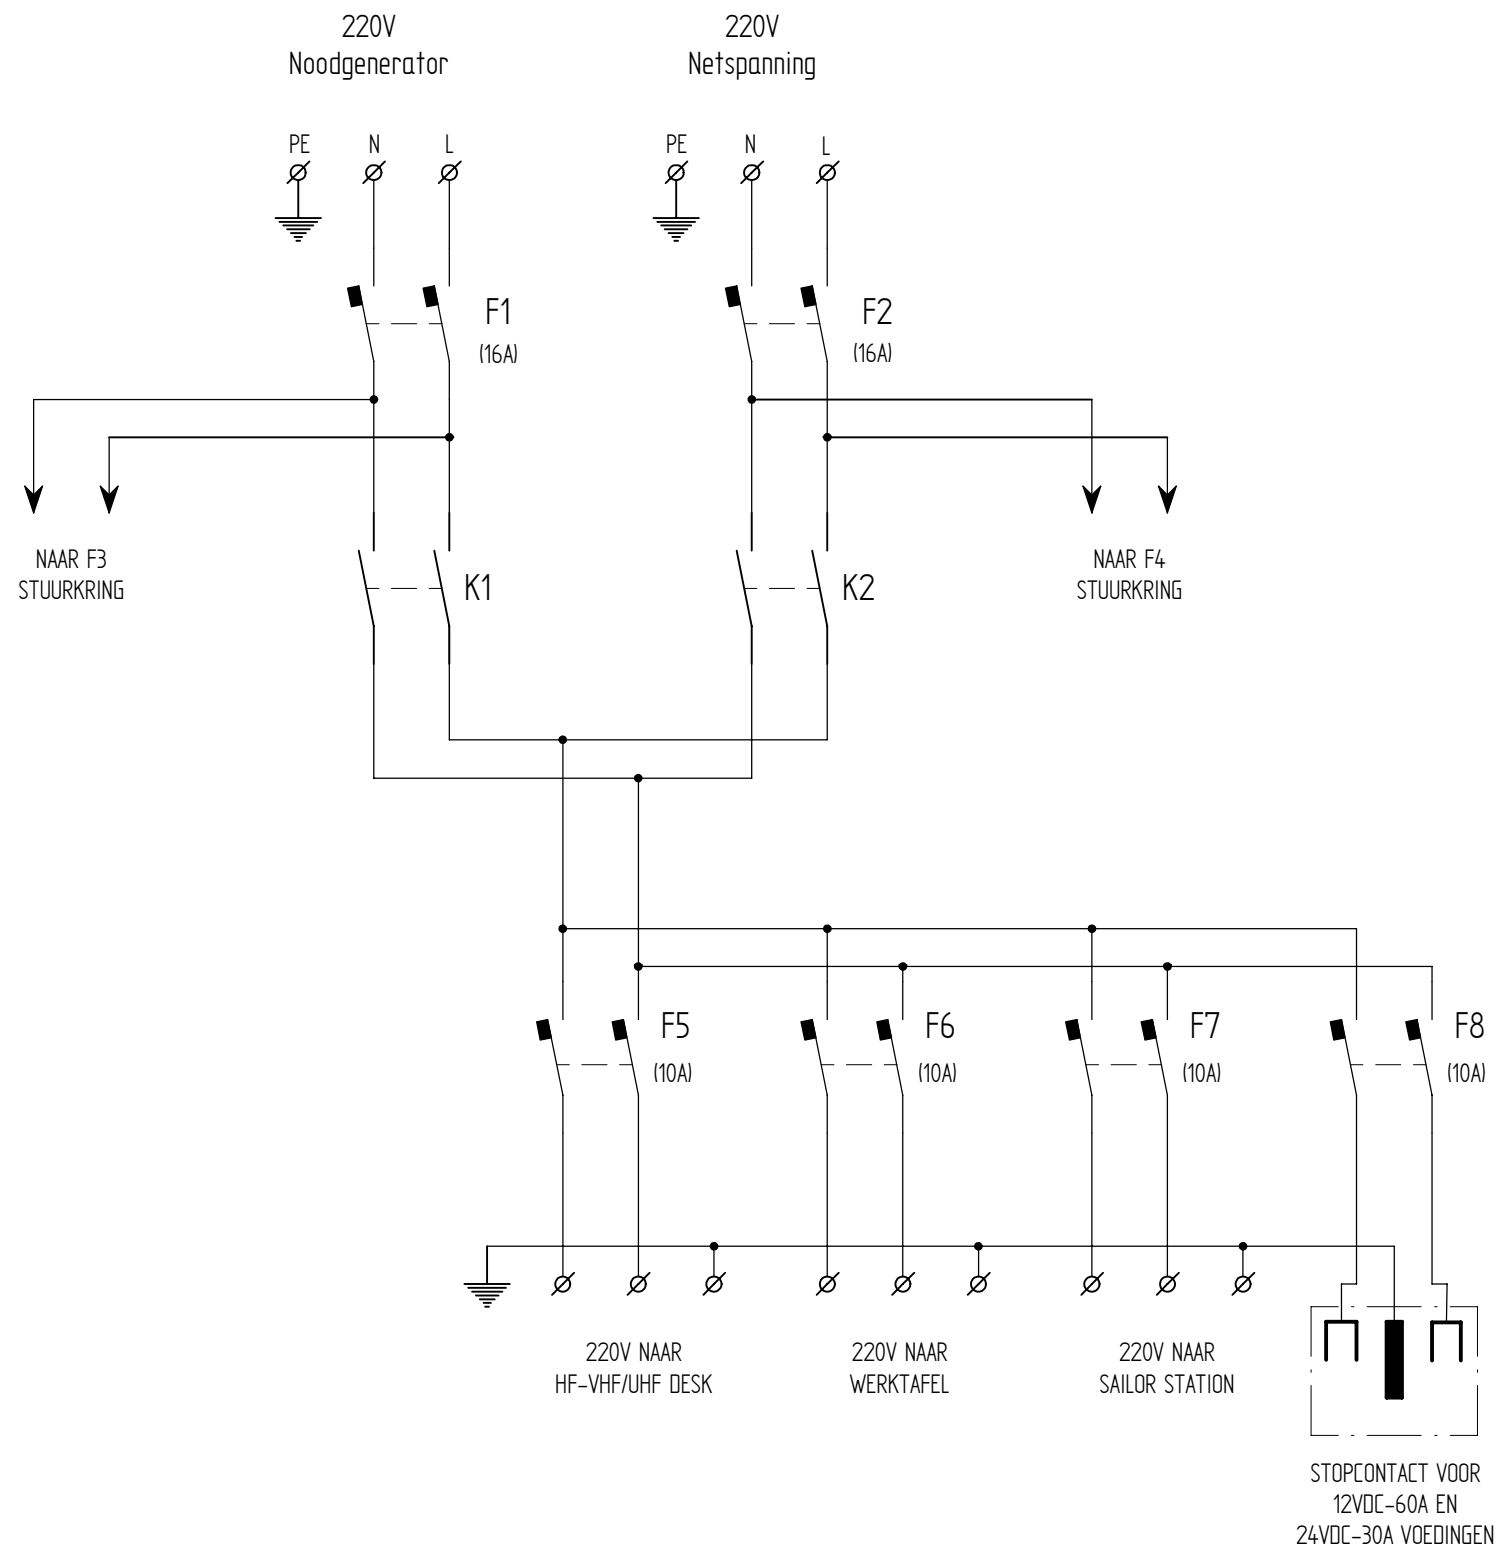 220V
Noodgenerator
220V
Netspanning
PE N L
PE N L
F1
(16A)
F2
(16A)
NAAR F3
STUURKRING
NAAR F4
STUURKRING
K1
K2
F5
(10A)
F6
(10A)
F7
(10A)
F8
(10A)
220V NAAR
HF-VHF/UHF DESK
220V NAAR
WERKTAFEL
220V NAAR
SAILOR STATION
STOPCONTACT VOOR
12VDC-60A EN
24VDC-30A VOEDINGEN